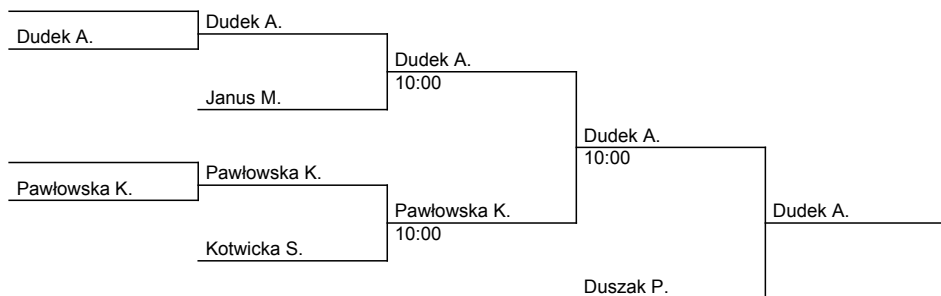 Dudek A.
Dudek A.
Dudek A.
10:00
Janus M.
Dudek A.
10:00
Pawłowska K.
Pawłowska K.
Pawłowska K.
10:00
Dudek A.
Kotwicka S.
Duszak P.